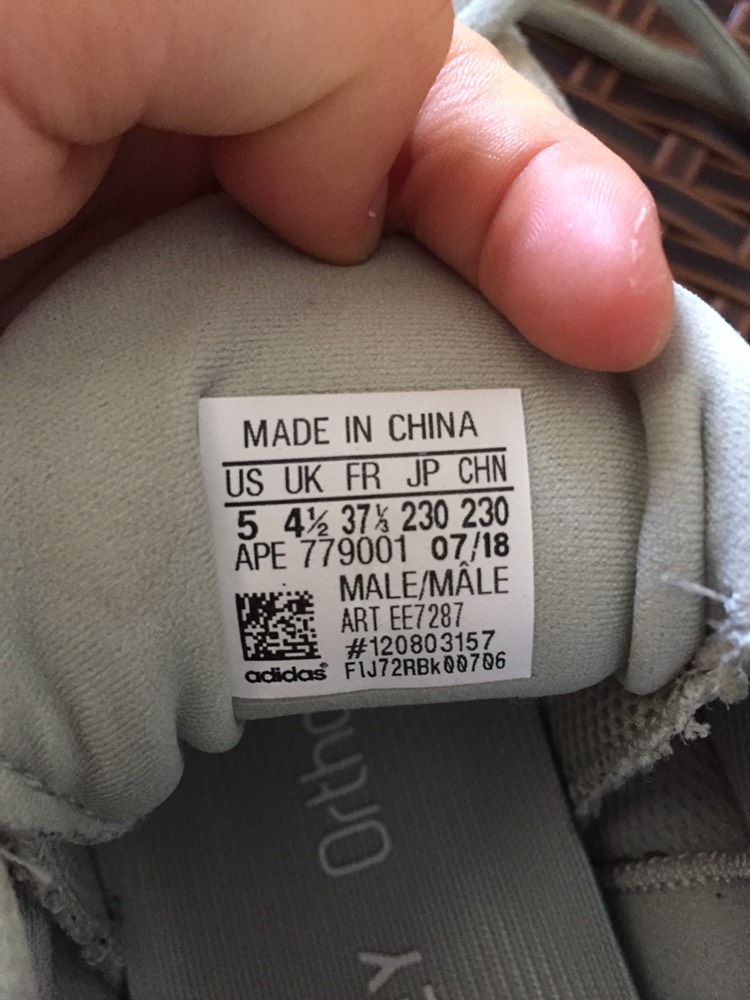 MADE IN CHINA
US UK FR JP CHN
5 4½ 37⅓ 230 230
APE 779001 07/18
MALE/MÂLE
ART EE7287
#120803157
F1J72RBk00706
adidas®
Ortho